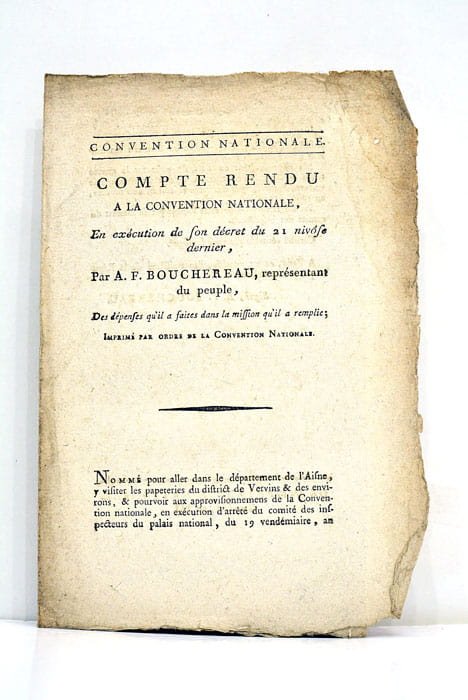 CONVENTION NATIONALE.
COMPTE RENDU
A LA CONVENTION NATIONALE,
En exécution de ſon décret du 21 nivôſe
dernier,
Par A. F. BOUCHEREAU, repréſentant
du peuple,
Des dépenſes qu'il a faites dans la miſſion qu'il a remplie;
IMPRIMÉ PAR ORDRE DE LA CONVENTION NATIONALE.
NOMMÉ pour aller dans le département de l'Aiſne,
y viſiter les papeteries du diſtrict de Vervins & des envi-
rons, & pourvoir aux approviſionnemens de la Conven-
tion nationale, en exécution d'arrêté du comité des inſ-
pecteurs du palais national, du 19 vendémiaire, an